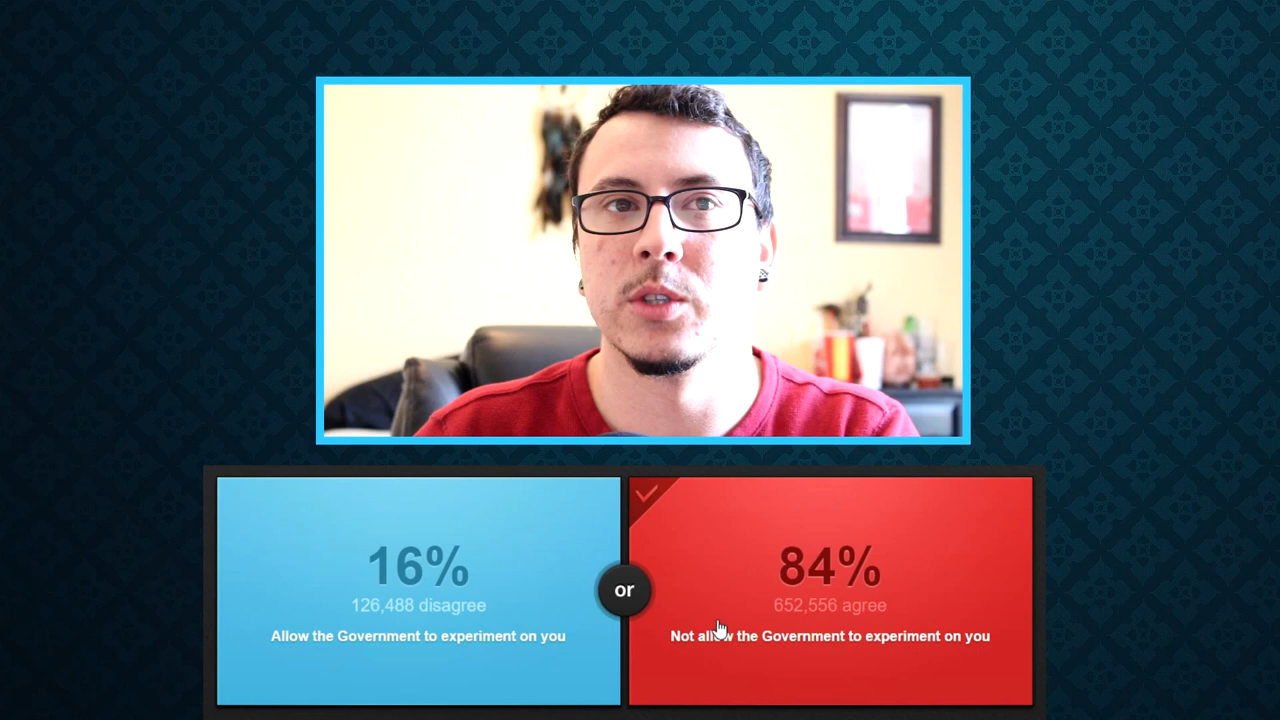 16%
126,488 disagree
Allow the Government to experiment on you
or
84%
652,556 agree
Not allow the Government to experiment on you